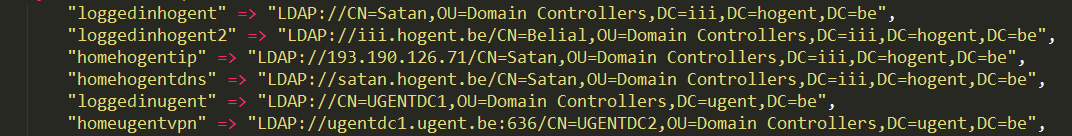 "loggedinhogent" => "LDAP://CN=Satan,OU=Domain Controllers,DC=iii,DC=hogent,DC=be",
"loggedinhogent2" => "LDAP://iii.hogent.be/CN=Belial,OU=Domain Controllers,DC=iii,DC=hogent,DC=be",
"homehogentip" => "LDAP://193.190.126.71/CN=Satan,OU=Domain Controllers,DC=iii,DC=hogent,DC=be",
"homehogentdns" => "LDAP://satan.hogent.be/CN=Satan,OU=Domain Controllers,DC=iii,DC=hogent,DC=be",
"loggedinugent" => "LDAP://CN=UGENTDC1,OU=Domain Controllers,DC=ugent,DC=be",
"homeugentvpn" => "LDAP://ugentdc1.ugent.be:636/CN=UGENTDC2,OU=Domain Controllers,DC=ugent,DC=be",